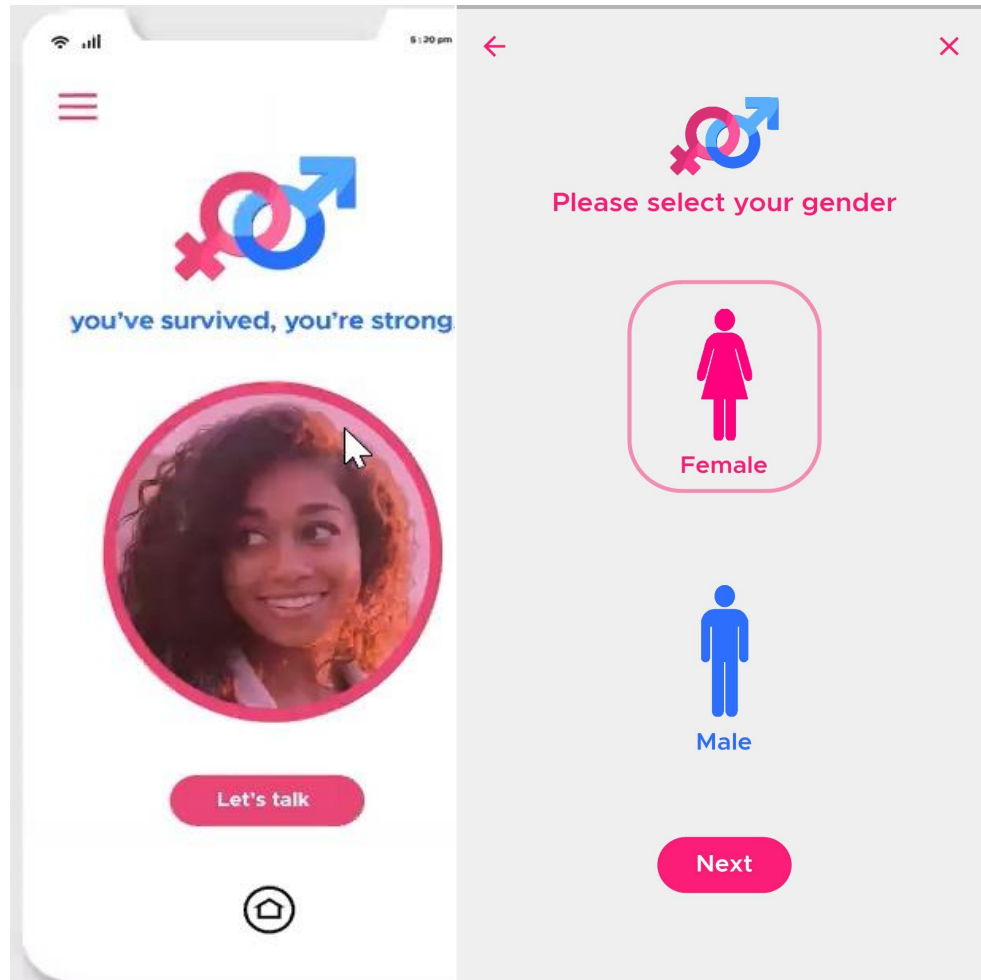 5:20 pm
you've survived, you're strong.
Let's talk
Please select your gender
Female
Male
Next